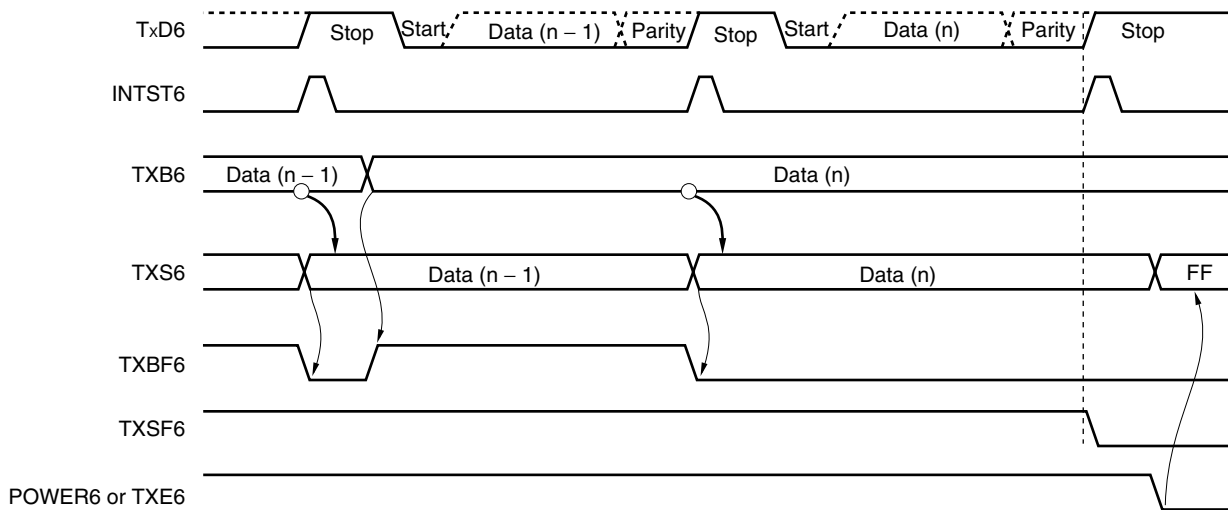 TxD6 Stop Start Data (n – 1) Parity Stop Start Data (n) Parity Stop
INTST6
TXB6 Data (n – 1) Data (n)
TXS6 Data (n – 1) Data (n) FF
TXBF6
TXSF6
POWER6 or TXE6